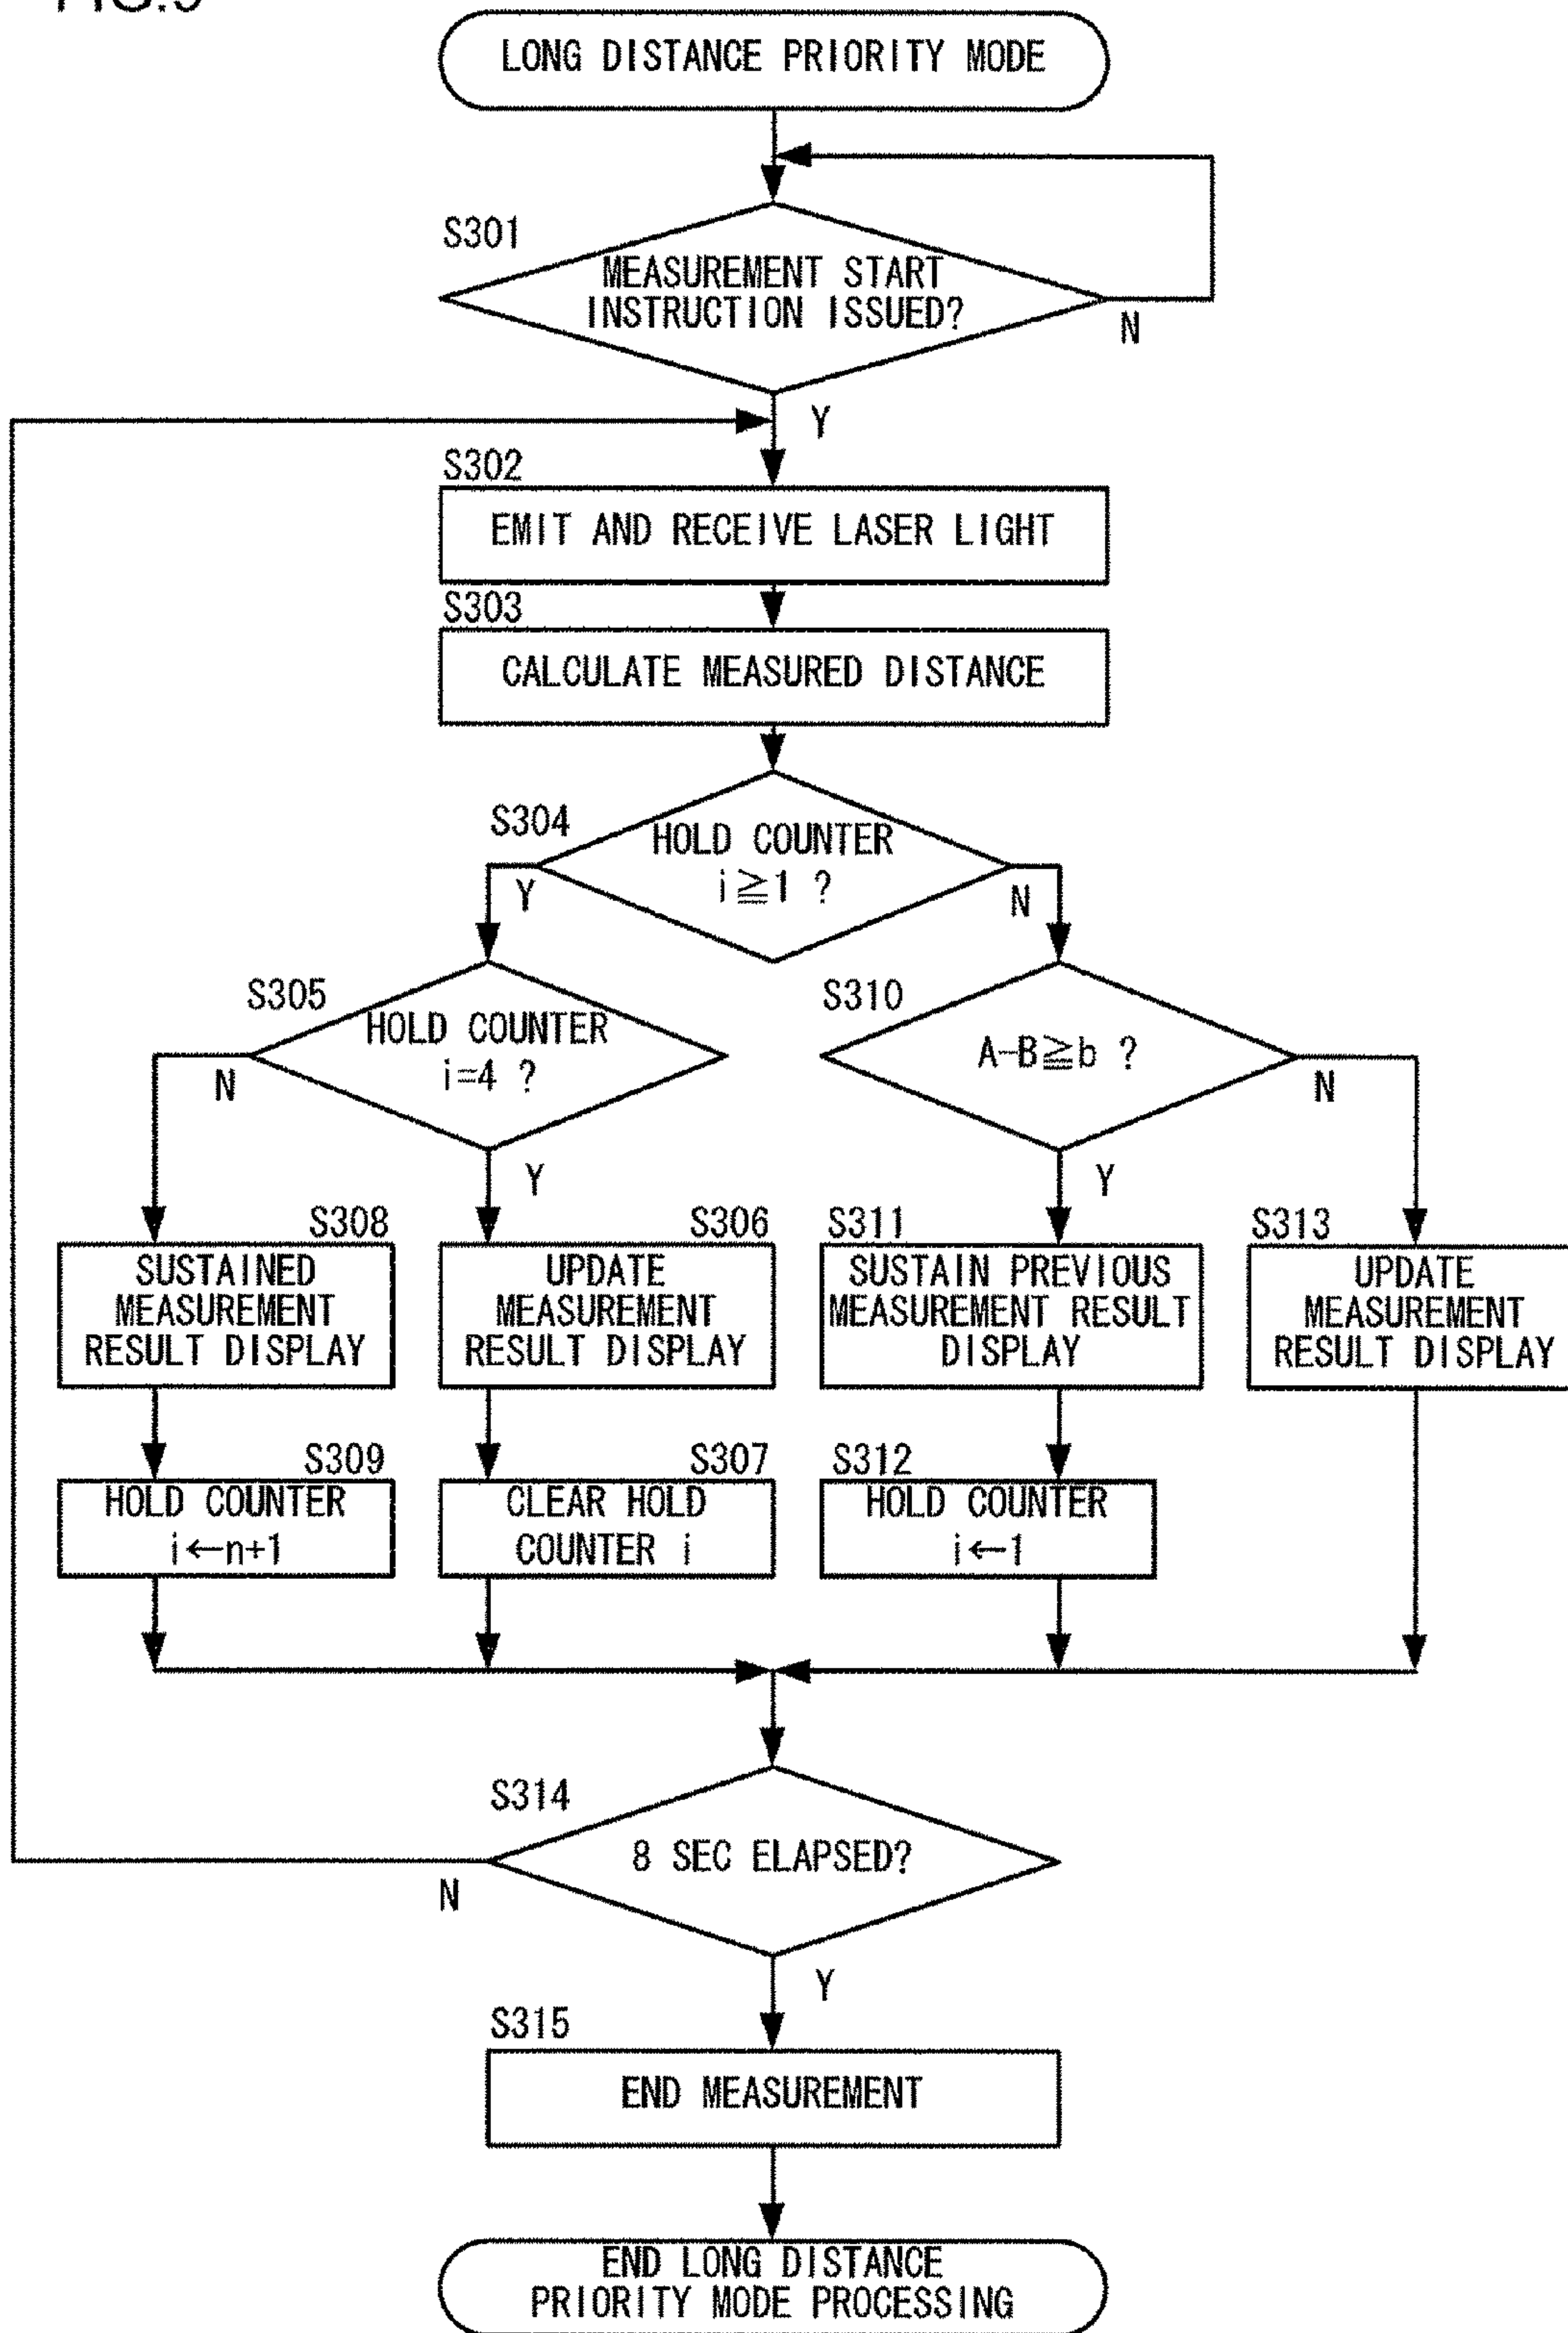 LONG DISTANCE PRIORITY MODE
S301
MEASUREMENT START
INSTRUCTION ISSUED?
N
Y
S302
EMIT AND RECEIVE LASER LIGHT
S303
CALCULATE MEASURED DISTANCE
S304
HOLD COUNTER
i≧1 ?
Y
N
S305
HOLD COUNTER
i=4 ?
N
Y
S310
A-B≧b ?
N
Y
S308
SUSTAINED
MEASUREMENT
RESULT DISPLAY
S306
UPDATE
MEASUREMENT
RESULT DISPLAY
S311
SUSTAIN PREVIOUS
MEASUREMENT RESULT
DISPLAY
S313
UPDATE
MEASUREMENT
RESULT DISPLAY
S309
HOLD COUNTER
i←n+1
S307
CLEAR HOLD
COUNTER i
S312
HOLD COUNTER
i←1
S314
8 SEC ELAPSED?
N
Y
S315
END MEASUREMENT
END LONG DISTANCE
PRIORITY MODE PROCESSING